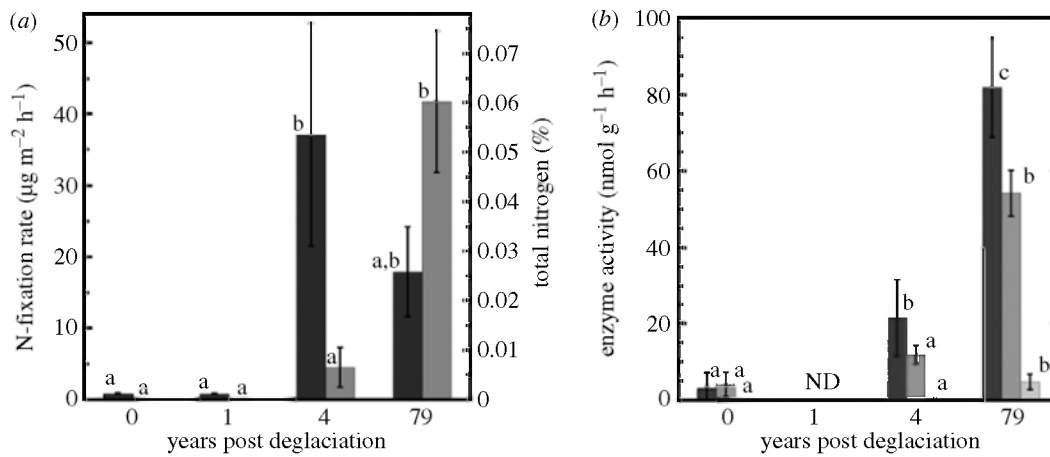 (a)
N-fixation rate (µg m⁻² h⁻¹)
50
40
30
20
10
0
a
a
a
a
b
a
a,b
b
0.07
0.06
0.05
0.04
0.03
0.02
0.01
0
total nitrogen (%)
0 1 4 79
years post deglaciation
(b)
enzyme activity (nmol g⁻¹ h⁻¹)
100
80
60
40
20
0
a a
a
ND
b
a
a
c
b
b
0 1 4 79
years post deglaciation